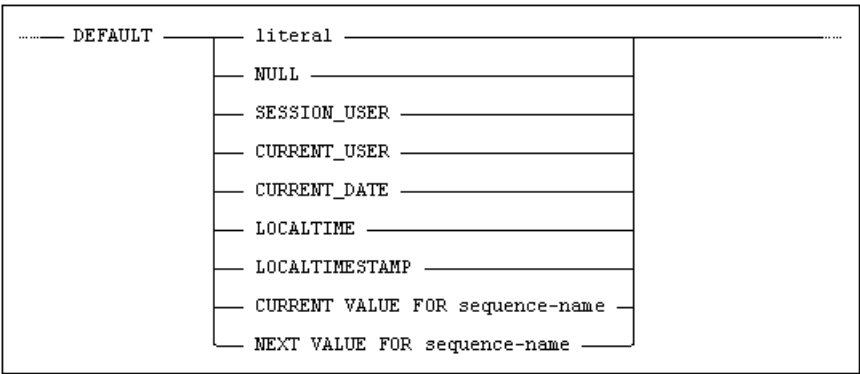 DEFAULT literal
NULL
SESSION_USER
CURRENT_USER
CURRENT_DATE
LOCALTIME
LOCALTIMESTAMP
CURRENT VALUE FOR sequence-name
NEXT VALUE FOR sequence-name